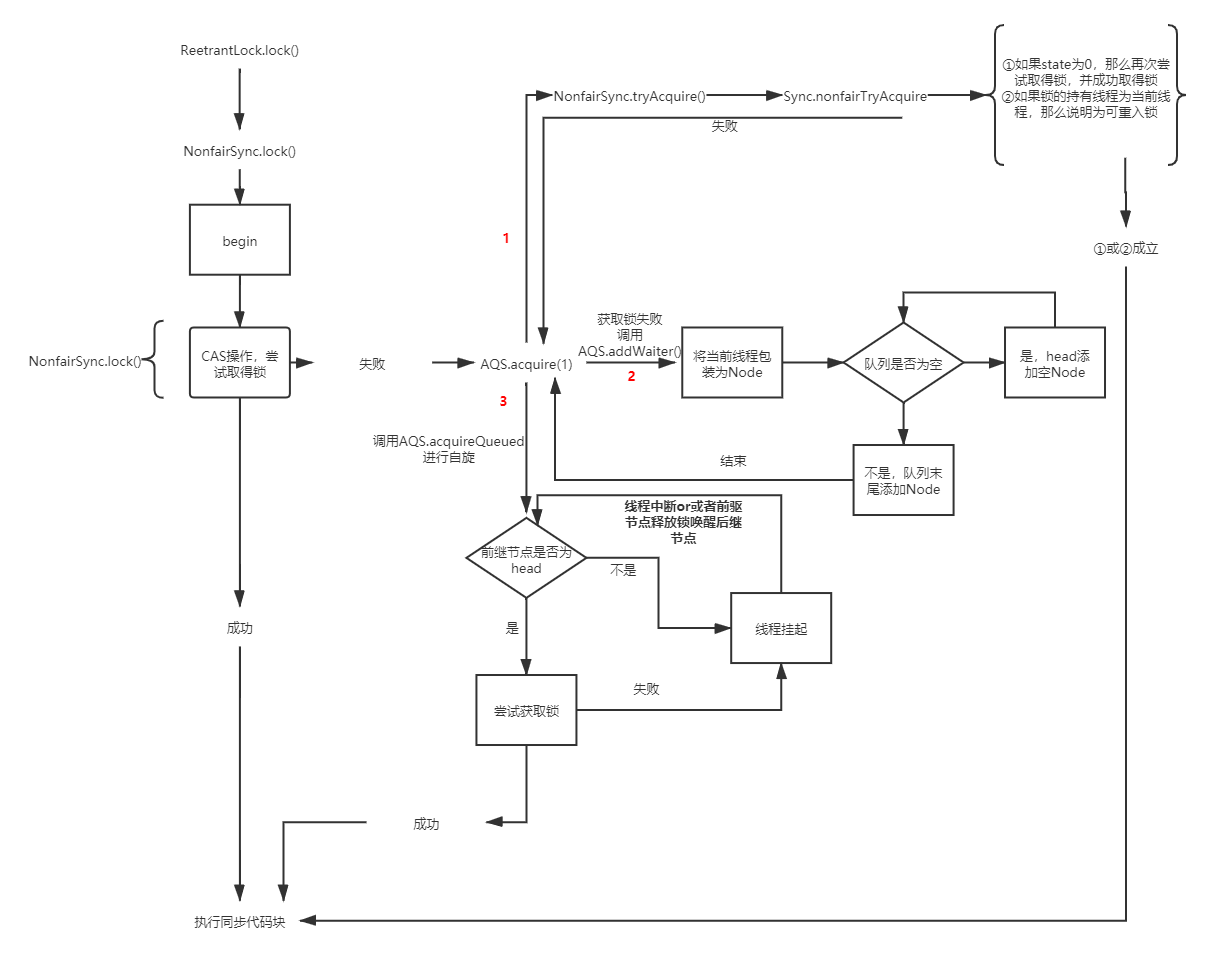 ReetrantLock.lock()
NonfairSync.lock()
begin
NonfairSync.lock()
CAS操作，尝
试取得锁
失败
AQS.acquire(1)
1
NonfairSync.tryAcquire()
Sync.nonfairTryAcquire
失败
①如果state为0，那么再次尝
试取得锁，并成功取得锁
②如果锁的持有线程为当前线
程，那么说明为可重入锁
①或②成立
获取锁失败
调用
AQS.addWaiter()
2
将当前线程包
装为Node
队列是否为空
是，head添
加空Node
不是，队列末
尾添加Node
结束
3
调用AQS.acquireQueued
进行自旋
线程中断or或者前驱
节点释放锁唤醒后继
节点
前继节点是否为
head
不是
线程挂起
是
尝试获取锁
失败
成功
成功
执行同步代码块